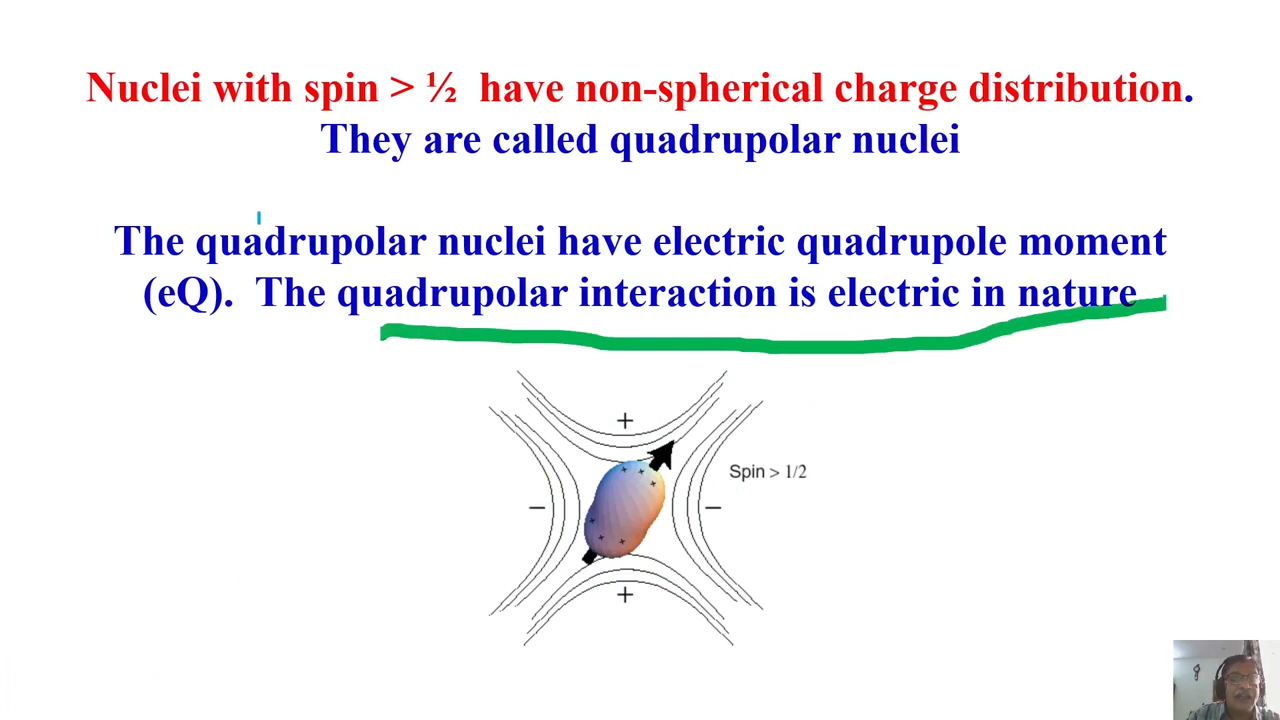 Nuclei with spin > ½ have non-spherical charge distribution.
They are called quadrupolar nuclei
The quadrupolar nuclei have electric quadrupole moment
(eQ). The quadrupolar interaction is electric in nature
+
Spin > 1/2
− −
+